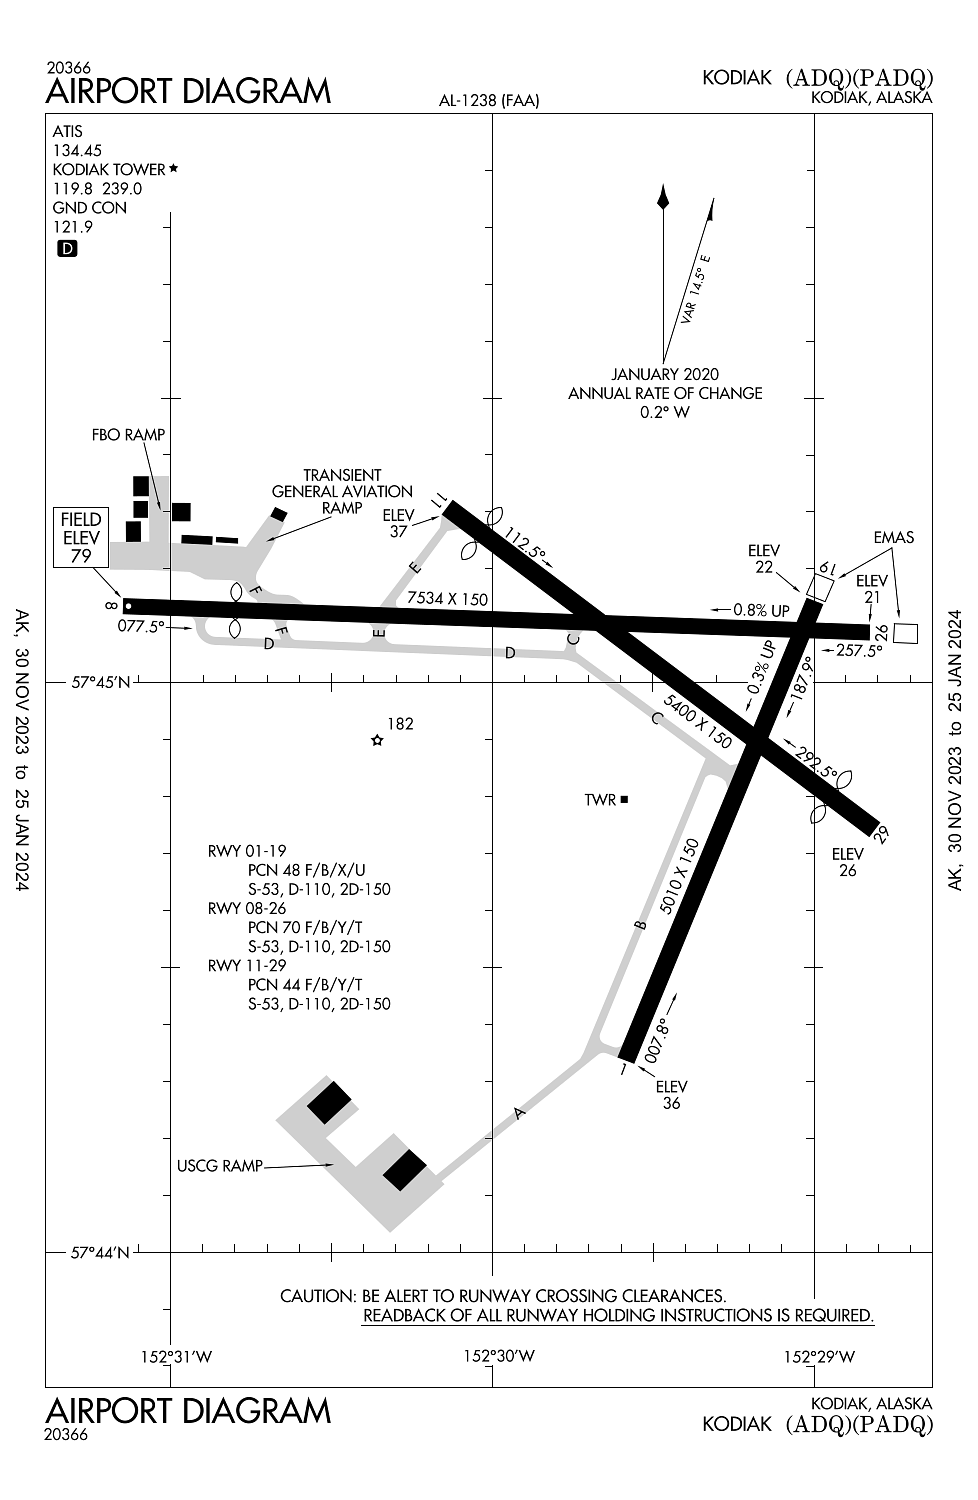 20366
AIRPORT DIAGRAM
AL-1238 (FAA)
KODIAK (ADQ)(PADQ)
KODIAK, ALASKA
ATIS
134.45
KODIAK TOWER★
119.8 239.0
GND CON
121.9
D
VAR 14.5° E
JANUARY 2020
ANNUAL RATE OF CHANGE
0.2° W
FBO RAMP
TRANSIENT
GENERAL AVIATION
RAMP
FIELD
ELEV
79
ELEV
37
11
112.5°
ELEV
22
19
EMAS
ELEV
21
26
8
077.5°
7534 X 150
0.8% UP
257.5°
F
F
E
E
D
D
C
C
0.3% UP
187.9°
57°45'N
5400 X 150
292.5°
182
TWR
29
ELEV
26
5010 X 150
B
RWY 01-19
PCN 48 F/B/X/U
S-53, D-110, 2D-150
RWY 08-26
PCN 70 F/B/Y/T
S-53, D-110, 2D-150
RWY 11-29
PCN 44 F/B/Y/T
S-53, D-110, 2D-150
007.8°
1
ELEV
36
A
USCG RAMP
57°44'N
CAUTION: BE ALERT TO RUNWAY CROSSING CLEARANCES.
READBACK OF ALL RUNWAY HOLDING INSTRUCTIONS IS REQUIRED.
152°31'W
152°30'W
152°29'W
AK, 30 NOV 2023 to 25 JAN 2024
AK, 30 NOV 2023 to 25 JAN 2024
AIRPORT DIAGRAM
20366
KODIAK, ALASKA
KODIAK (ADQ)(PADQ)